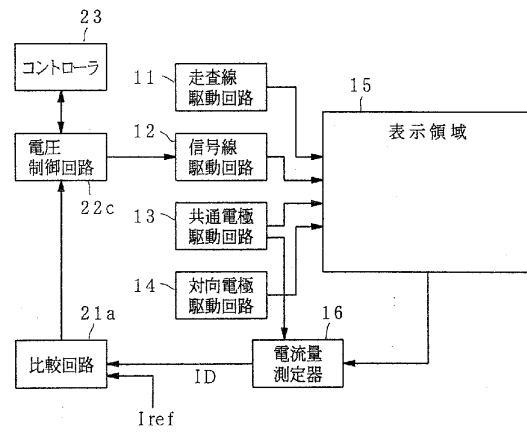 23
コントローラ
11
走査線
駆動回路
15
表示領域
電圧
制御回路
22c
12
信号線
駆動回路
13
共通電極
駆動回路
14
対向電極
駆動回路
21a
比較回路
16
電流量
測定器
ID
Iref